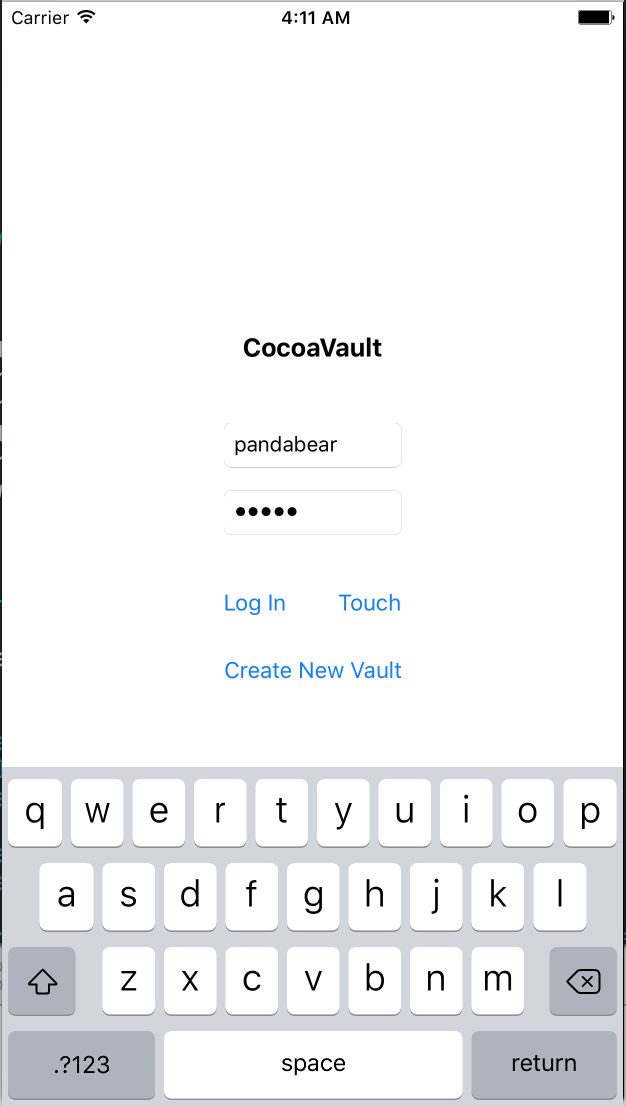 Carrier 4:11 AM
CocoaVault
pandabear
•••••
Log In Touch
Create New Vault
q w e r t y u i o p
a s d f g h j k l
z x c v b n m
.?123 space return